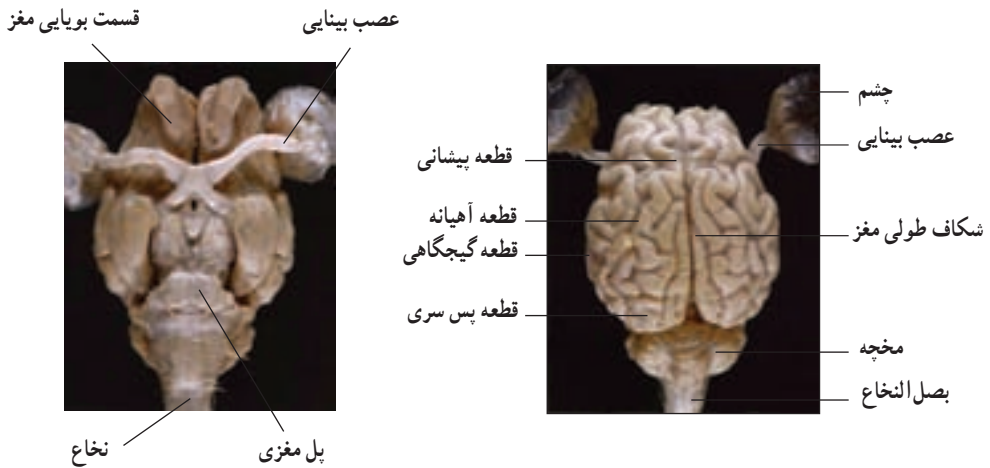 قسمت بویایی مغز
عصب بینایی
نخاع
پل مغزی
چشم
عصب بینایی
قطعه پیشانی
قطعه آهیانه
شکاف طولی مغز
قطعه گیجگاهی
قطعه پس سری
مخچه
بصل‌النخاع